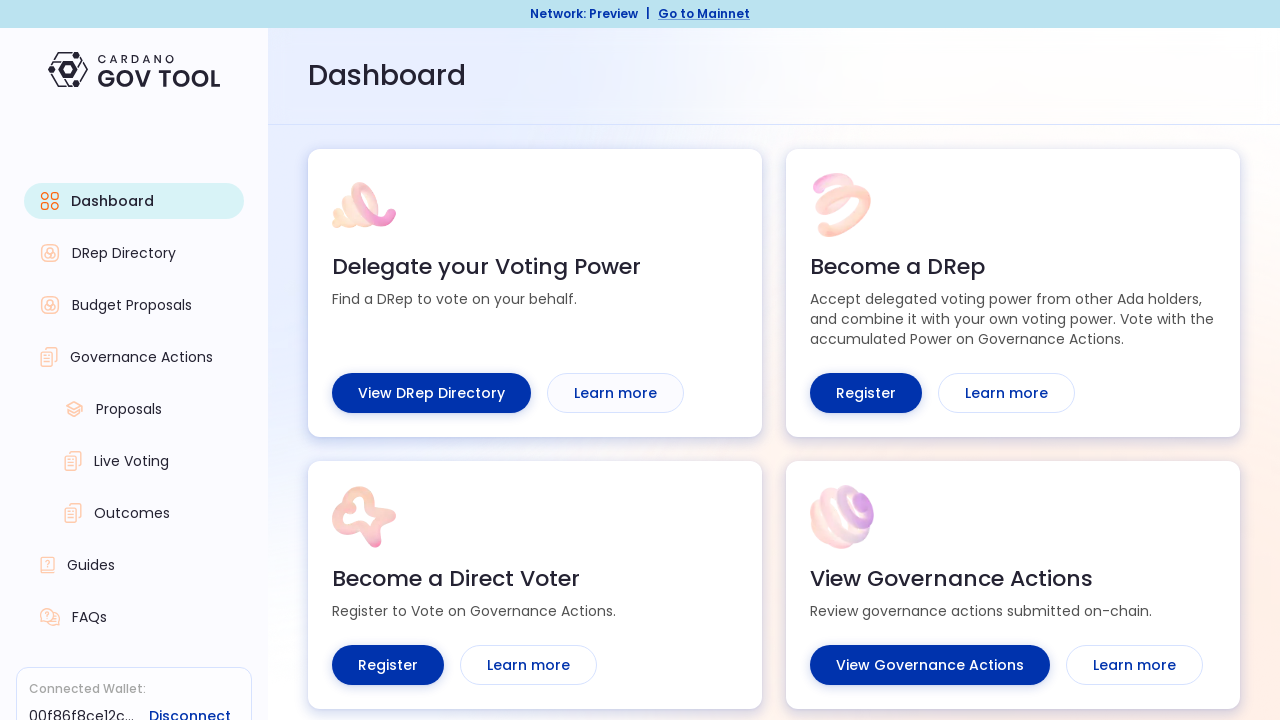 Network: Preview | Go to Mainnet
CARDANO
GOV TOOL
Dashboard
DRep Directory
Budget Proposals
Governance Actions
Proposals
Live Voting
Outcomes
Guides
FAQs
Connected Wallet:
00f86f8ce12c... Disconnect
Dashboard
Delegate your Voting Power
Find a DRep to vote on your behalf.
View DRep Directory Learn more
Become a DRep
Accept delegated voting power from other Ada holders,
and combine it with your own voting power. Vote with the
accumulated Power on Governance Actions.
Register Learn more
Become a Direct Voter
Register to Vote on Governance Actions.
Register Learn more
View Governance Actions
Review governance actions submitted on-chain.
View Governance Actions Learn more